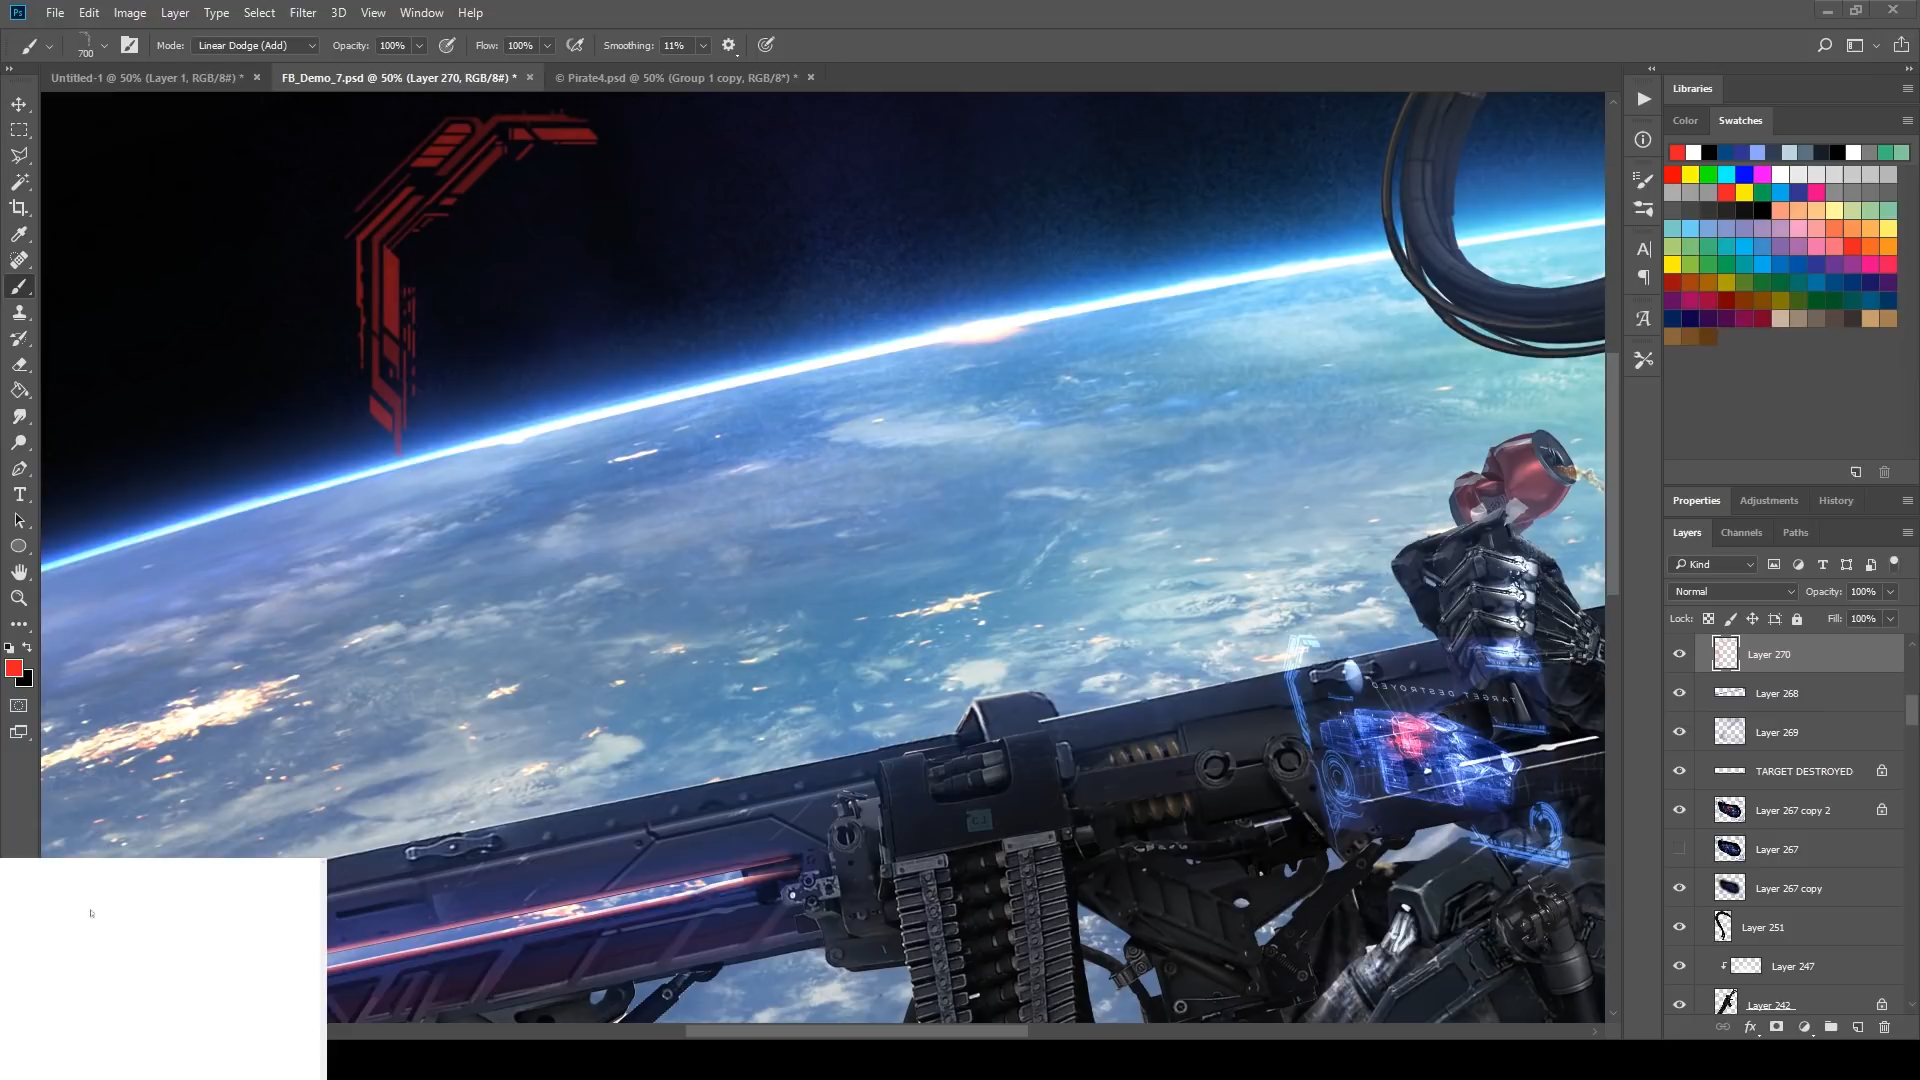 Ps File Edit Image Layer Type Select Filter 3D View Window Help
700 Mode: Linear Dodge (Add) Opacity: 100% Flow: 100% Smoothing: 11%
Untitled-1 @ 50% (Layer 1, RGB/8#) * FB_Demo_7.psd @ 50% (Layer 270, RGB/8#) * © Pirate4.psd @ 50% (Group 1 copy, RGB/8*) *
Libraries
Color Swatches
Properties Adjustments History
Layers Channels Paths
Kind
Normal Opacity: 100%
Lock: Fill: 100%
Layer 270
Layer 268
Layer 269
TARGET DESTROYED
Layer 267 copy 2
Layer 267
Layer 267 copy
Layer 251
Layer 247
Layer 242
fx
TARGET DESTROYED